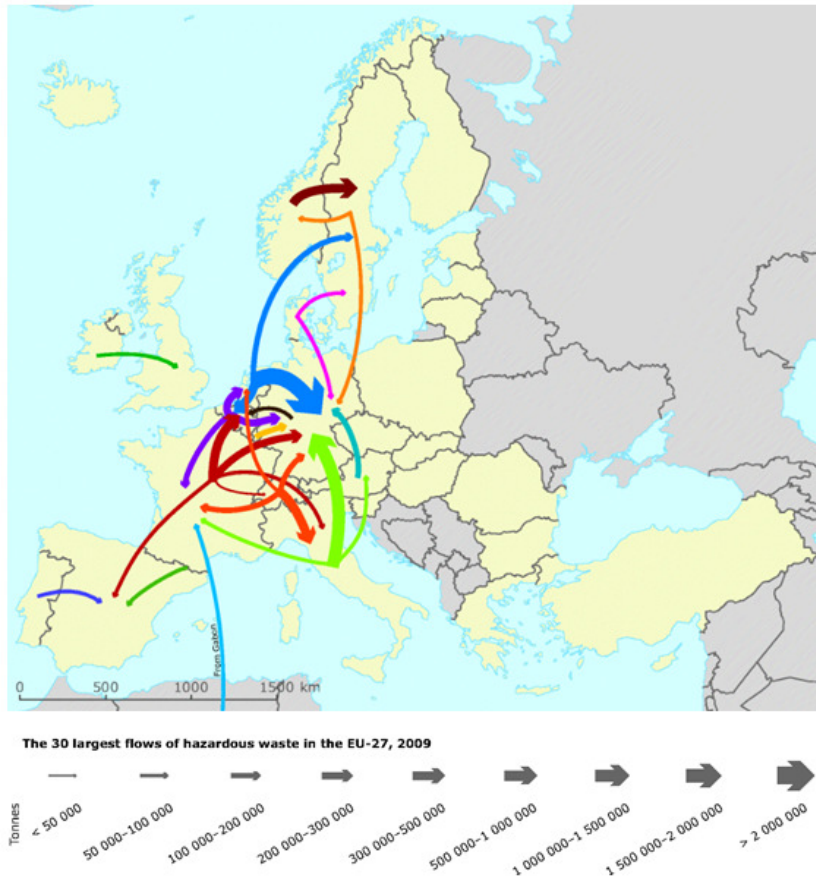 From Gabon
0 500 1000 1500 km
The 30 largest flows of hazardous waste in the EU-27, 2009
Tonnes
< 50 000
50 000–100 000
100 000–200 000
200 000–300 000
300 000–500 000
500 000–1 000 000
1 000 000–1 500 000
1 500 000–2 000 000
> 2 000 000